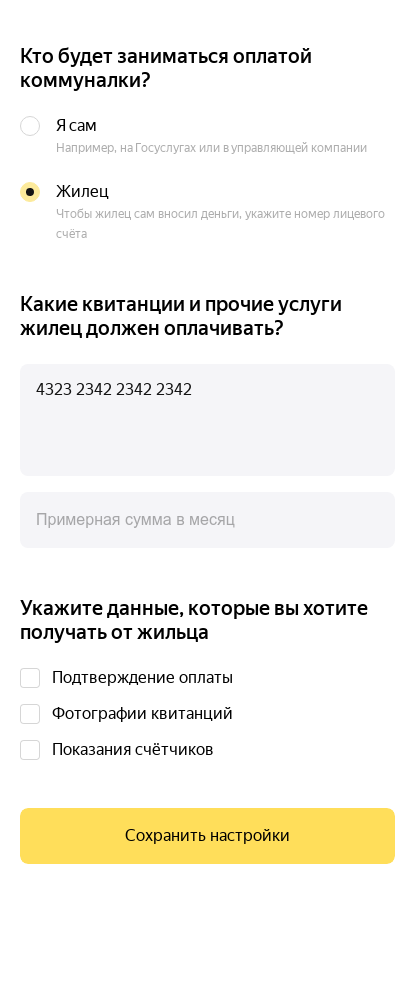 Кто будет заниматься оплатой
коммуналки?
Я сам
Например, на Госуслугах или в управляющей компании
Жилец
Чтобы жилец сам вносил деньги, укажите номер лицевого
счёта
Какие квитанции и прочие услуги
жилец должен оплачивать?
4323 2342 2342 2342
Примерная сумма в месяц
Укажите данные, которые вы хотите
получать от жильца
Подтверждение оплаты
Фотографии квитанций
Показания счётчиков
Сохранить настройки